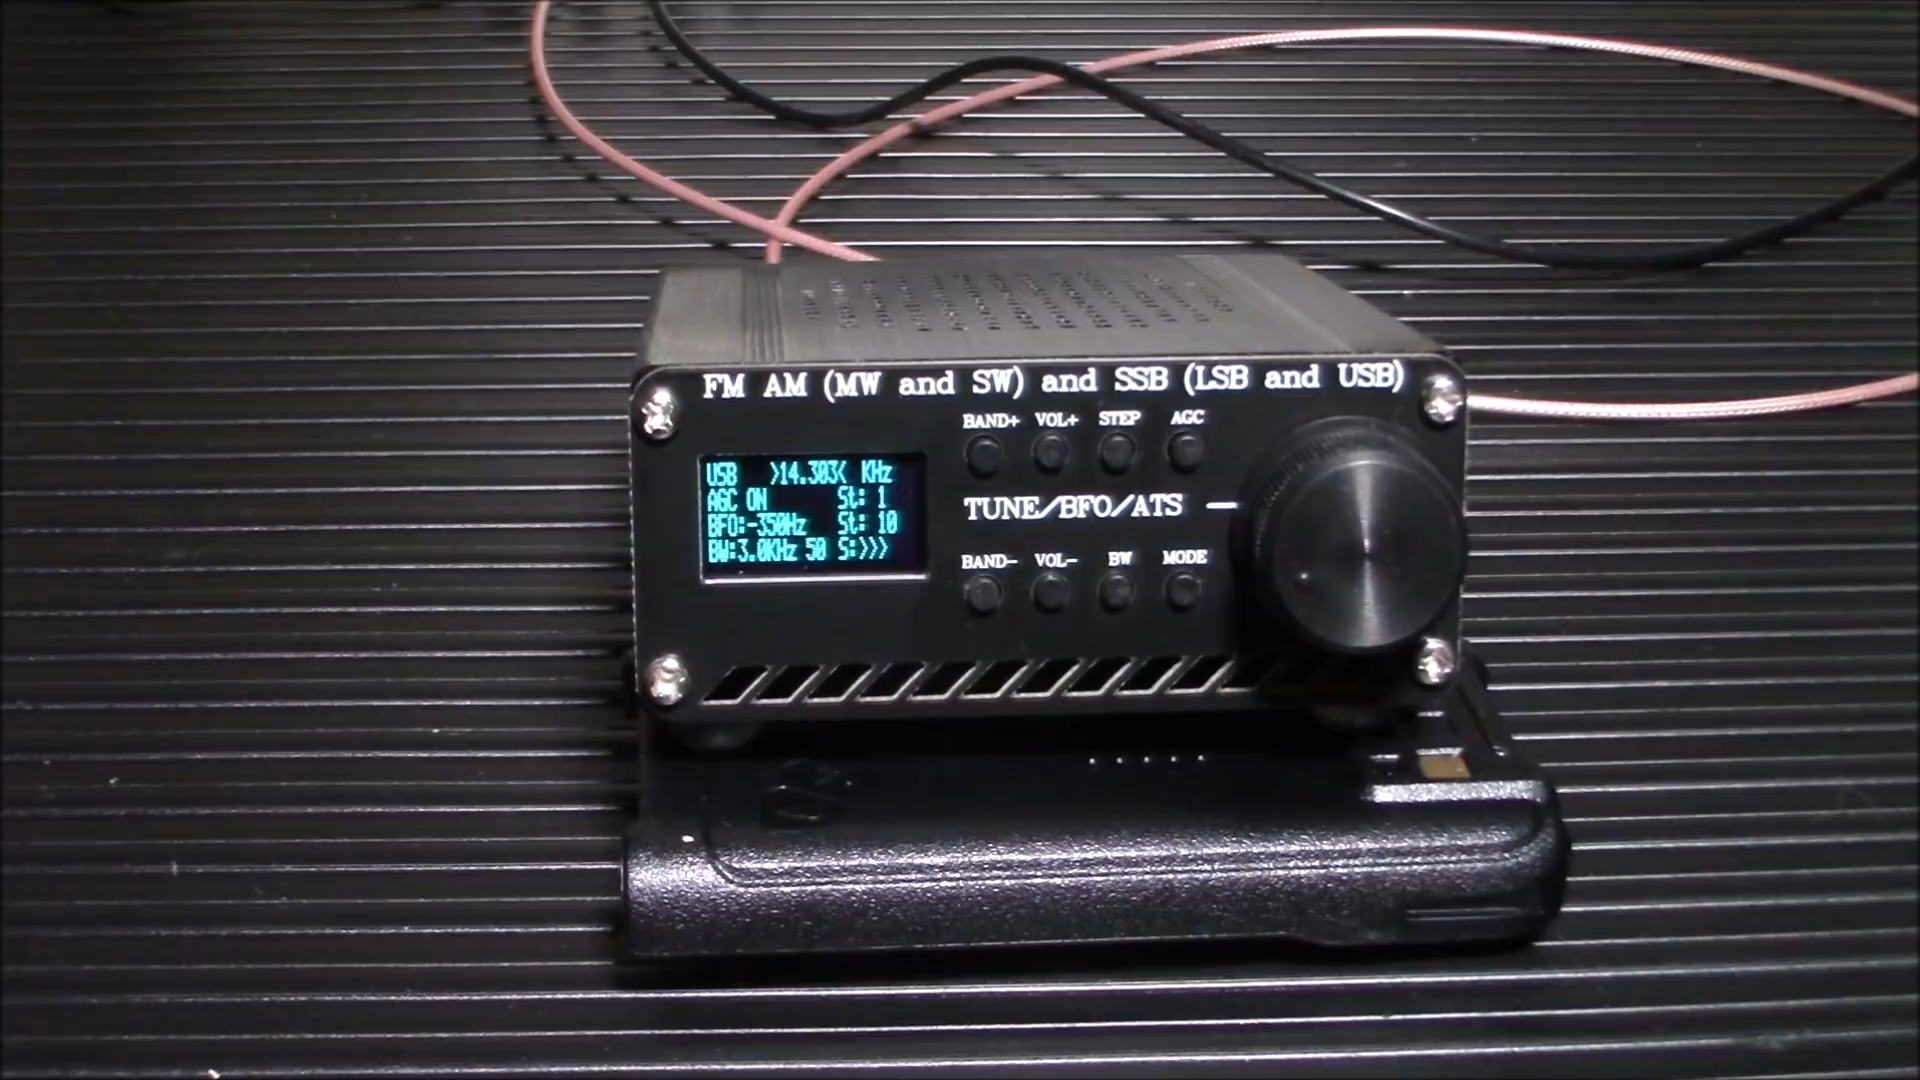 FM AM (MW and SW) and SSB (LSB and USB)
BAND+ VOL+ STEP AGC
USB >14.303< KHz
AGC ON St: 1
BFO:-350Hz St: 10
BW:3.0KHz 50 S:>>>
TUNE/BFO/ATS
BAND- VOL- BW MODE